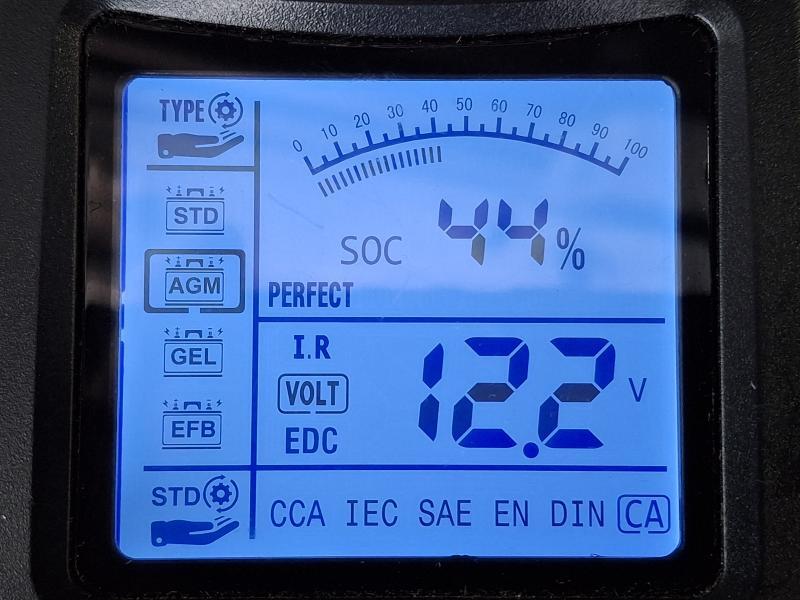 TYPE
STD
AGM
GEL
EFB
STD
0 10 20 30 40 50 60 70 80 90 100
SOC 44%
PERFECT
I.R
VOLT
EDC
12.2 V
CCA IEC SAE EN DIN CA